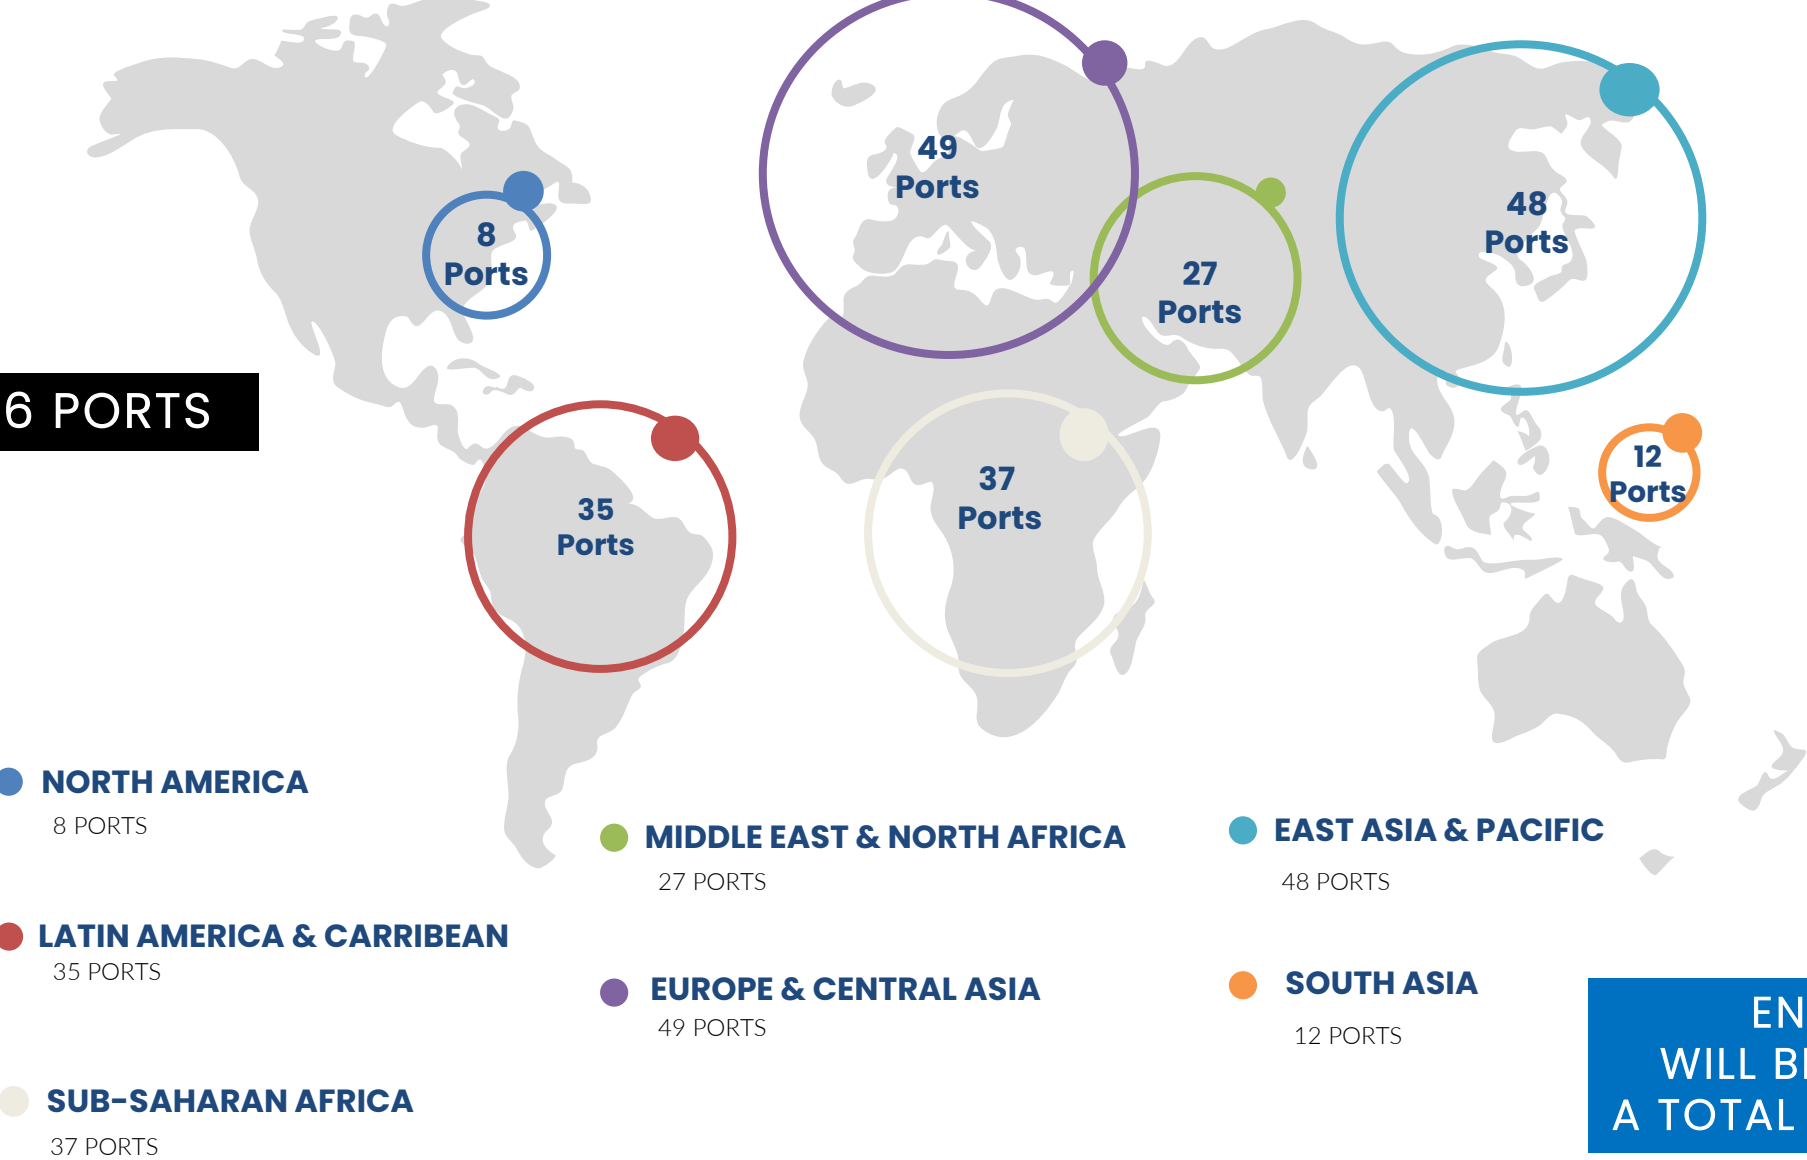 49
Ports
8
Ports
48
Ports
27
Ports
6 PORTS
12
Ports
37
Ports
35
Ports
NORTH AMERICA
8 PORTS
LATIN AMERICA & CARRIBEAN
35 PORTS
SUB-SAHARAN AFRICA
37 PORTS
MIDDLE EAST & NORTH AFRICA
27 PORTS
EUROPE & CENTRAL ASIA
49 PORTS
EAST ASIA & PACIFIC
48 PORTS
SOUTH ASIA
12 PORTS
EN
WILL B
A TOTAL